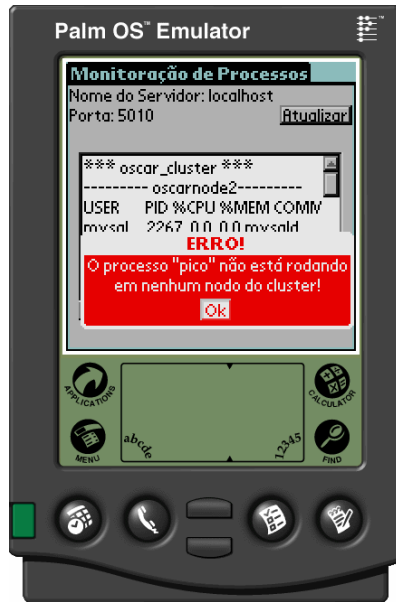 Palm OS™ Emulator
Monitoração de Processos
Nome do Servidor: localhost
Porta: 5010
Atualizar
*** oscar_cluster ***
--------- oscarnode2---------
USER PID %CPU %MEM COMM
mysql 2267 0.0 0.0 mysqld
ERRO!
O processo "pico" não está rodando
em nenhum nodo do cluster!
Ok
APPLICATIONS
CALCULATOR
MENU
abcde
12345
FIND